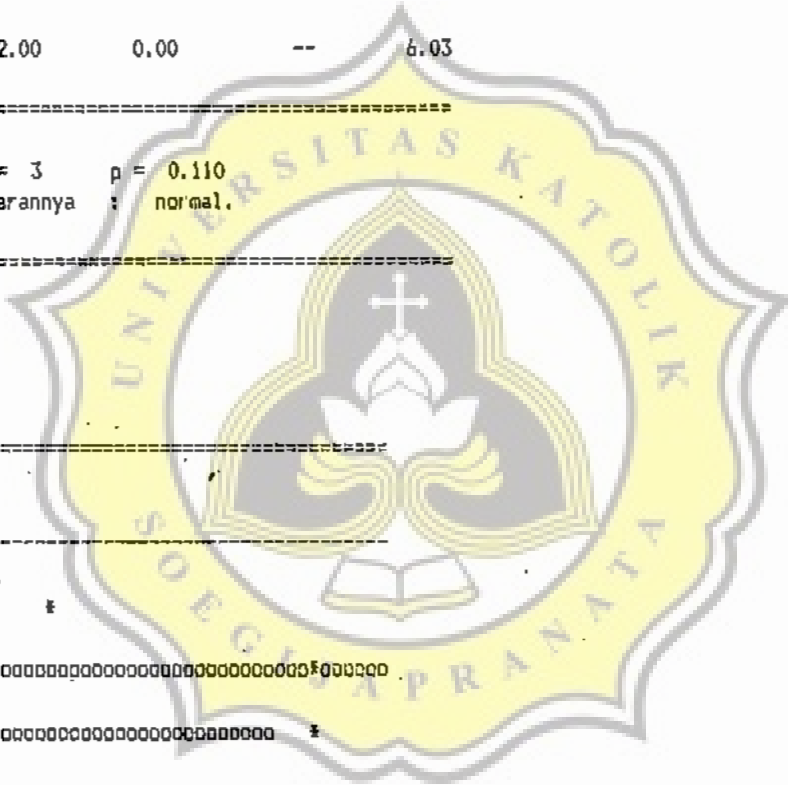 2.00 0.00 -- 6.03
= 3 p = 0.110
arannya : normal.
UNIVERSITAS KATOLIK
SOEGIJAPRANATA
*
*
*